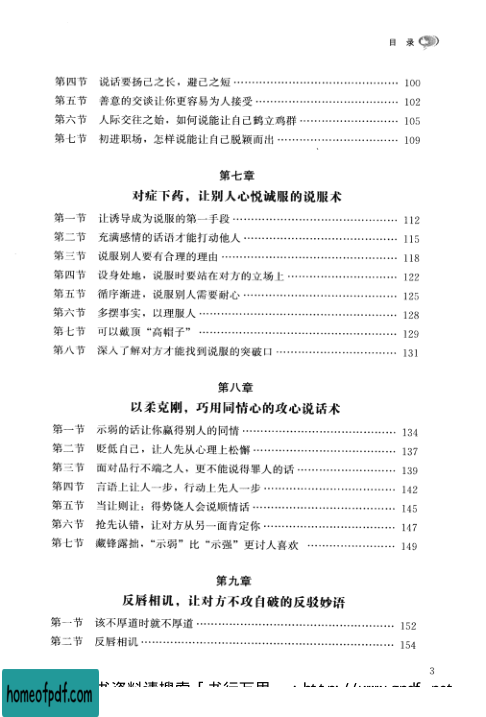 目 录
第四节 说话要扬己之长，避己之短 …………………………………… 100
第五节 善意的交谈让你更容易为人接受 ……………………………… 102
第六节 人际交往之始，如何说能让自己鹤立鸡群 …………………… 105
第七节 初进职场，怎样说能让自己脱颖而出 ………………………… 109
第七章
对症下药，让别人心悦诚服的说服术
第一节 让诱导成为说服的第一手段 …………………………………… 112
第二节 充满感情的话语才能打动他人 ………………………………… 115
第三节 说服别人要有合理的理由 ……………………………………… 118
第四节 设身处地，说服时要站在对方的立场上 ……………………… 122
第五节 循序渐进，说服别人需要耐心 ………………………………… 125
第六节 多摆事实，以理服人 …………………………………………… 128
第七节 可以戴顶“高帽子” …………………………………………… 129
第八节 深入了解对方才能找到说服的突破口 ………………………… 131
第八章
以柔克刚，巧用同情心的攻心说话术
第一节 示弱的话让你赢得别人的同情 ………………………………… 134
第二节 贬低自己，让人先从心理上松懈 ……………………………… 137
第三节 面对品行不端之人，更不能说得罪人的话 …………………… 139
第四节 言语上让人一步，行动上先人一步 …………………………… 142
第五节 当让则让：得势饶人会说顺情话 ……………………………… 145
第六节 抢先认错，让对方从另一面肯定你 …………………………… 147
第七节 藏锋露拙，“示弱”比“示强”更讨人喜欢 ………………… 149
第九章
反唇相讥，让对方不攻自破的反驳妙语
第一节 该不厚道时就不厚道 …………………………………………… 152
第二节 反唇相讥 ………………………………………………………… 154
3
homeofpdf.com